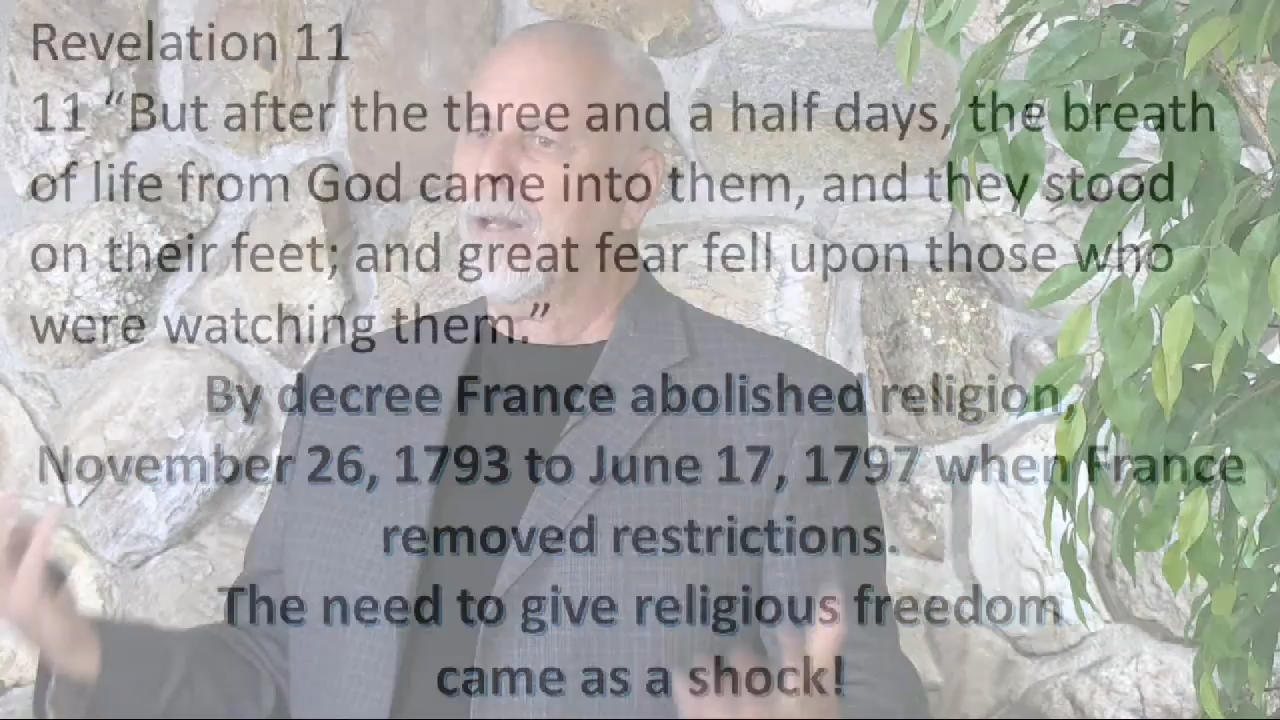 Revelation 11
11 “But after the three and a half days, the breath
of life from God came into them, and they stood
on their feet; and great fear fell upon those who
were watching them.”
By decree France abolished religion,
November 26, 1793 to June 17, 1797 when France
removed restrictions.
The need to give religious freedom
came as a shock!